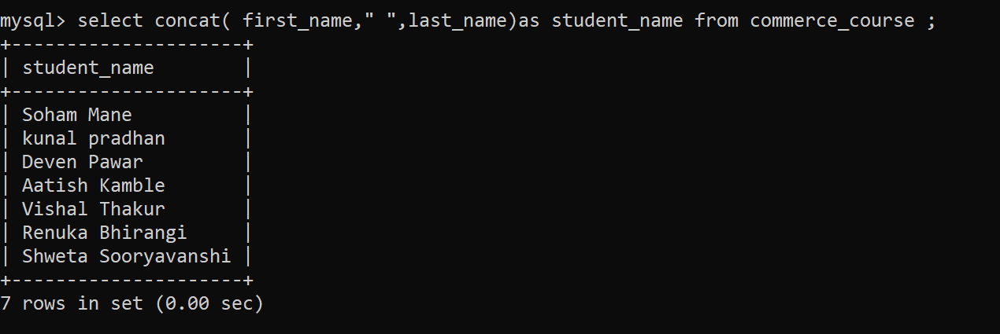 mysql> select concat( first_name," ",last_name)as student_name from commerce_course ;
+---------------------+
| student_name        |
+---------------------+
| Soham Mane          |
| kunal pradhan       |
| Deven Pawar         |
| Aatish Kamble       |
| Vishal Thakur       |
| Renuka Bhirangi     |
| Shweta Sooryavanshi |
+---------------------+
7 rows in set (0.00 sec)